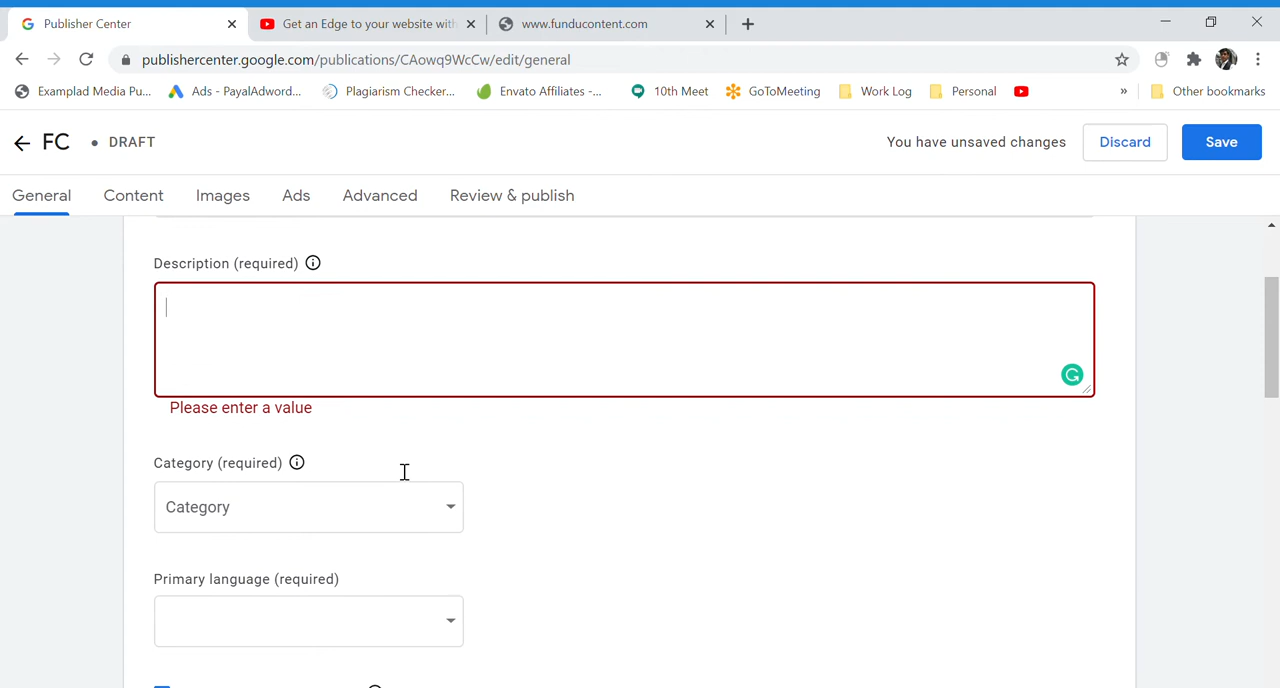 Publisher Center
Get an Edge to your website with
www.funducontent.com
publishercenter.google.com/publications/CAowq9WcCw/edit/general
Examplad Media Pu...
Ads - PayalAdword...
Plagiarism Checker...
Envato Affiliates -...
10th Meet
GoToMeeting
Work Log
Personal
»
Other bookmarks
FC • DRAFT
You have unsaved changes
Discard
Save
General
Content
Images
Ads
Advanced
Review & publish
Description (required)
Please enter a value
Category (required)
Category
Primary language (required)